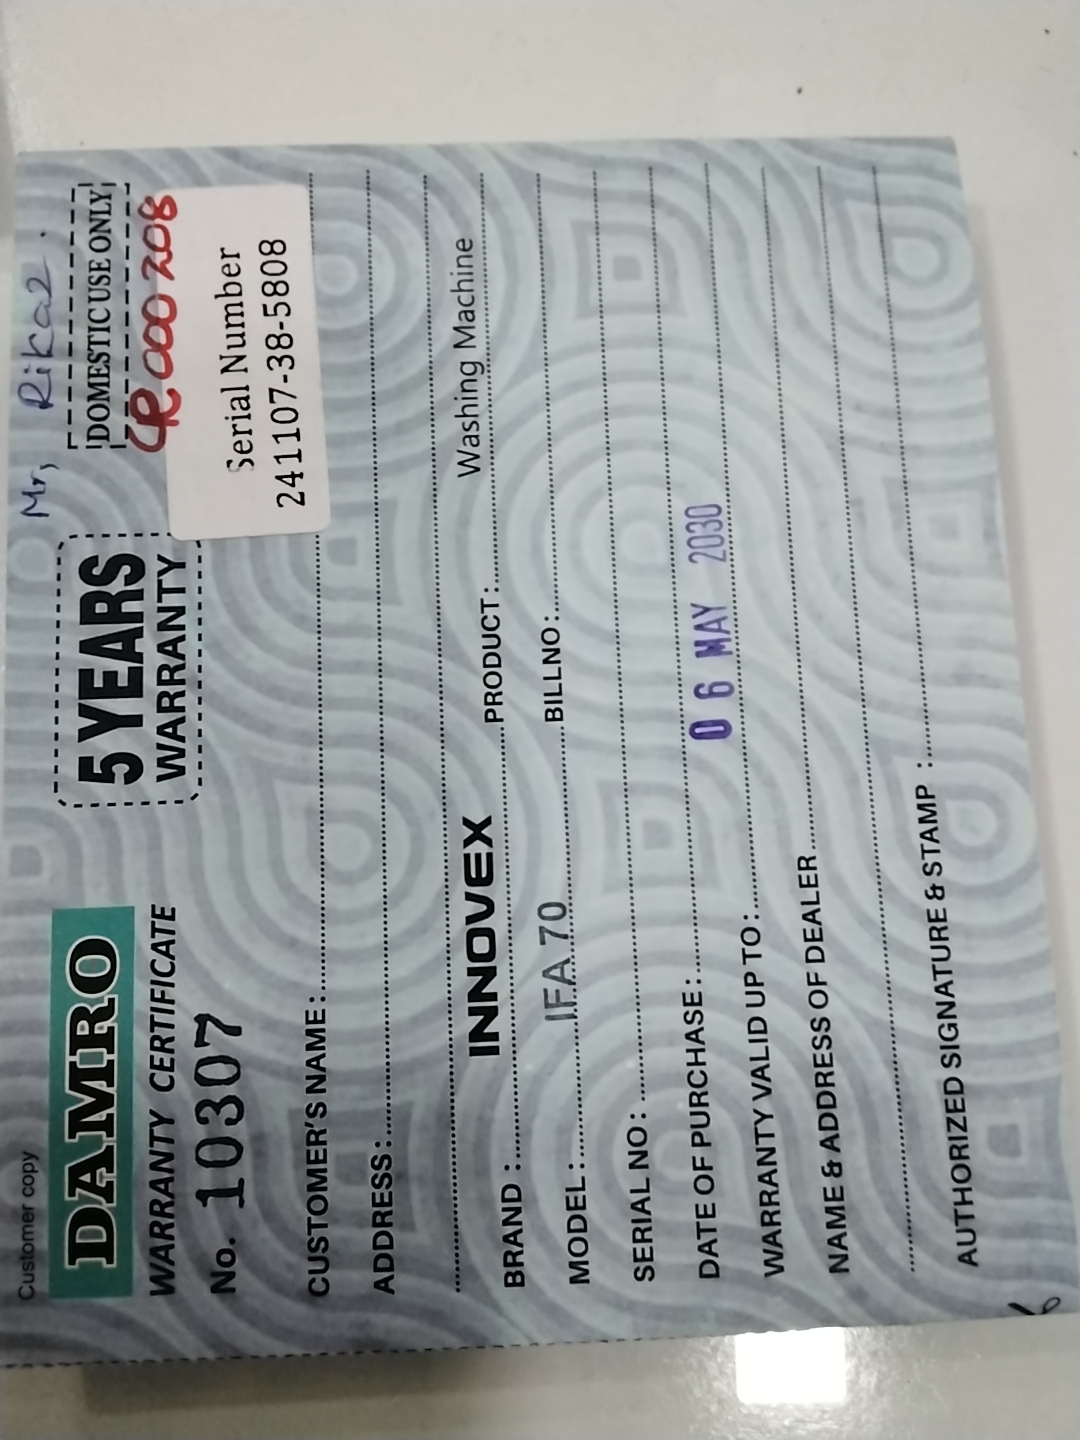 Customer copy
Mr, Rikaz.
DAMRO
5 YEARS
WARRANTY
DOMESTIC USE ONLY
WARRANTY CERTIFICATE
CR 000 208
No. 10307
Serial Number
241107-38-5808
CUSTOMER'S NAME:
ADDRESS:
BRAND : INNOVEX PRODUCT: Washing Machine
MODEL: IFA 70 BILLNO:
SERIAL NO:
DATE OF PURCHASE: 06 MAY 2030
WARRANTY VALID UP TO:
NAME & ADDRESS OF DEALER
AUTHORIZED SIGNATURE & STAMP :